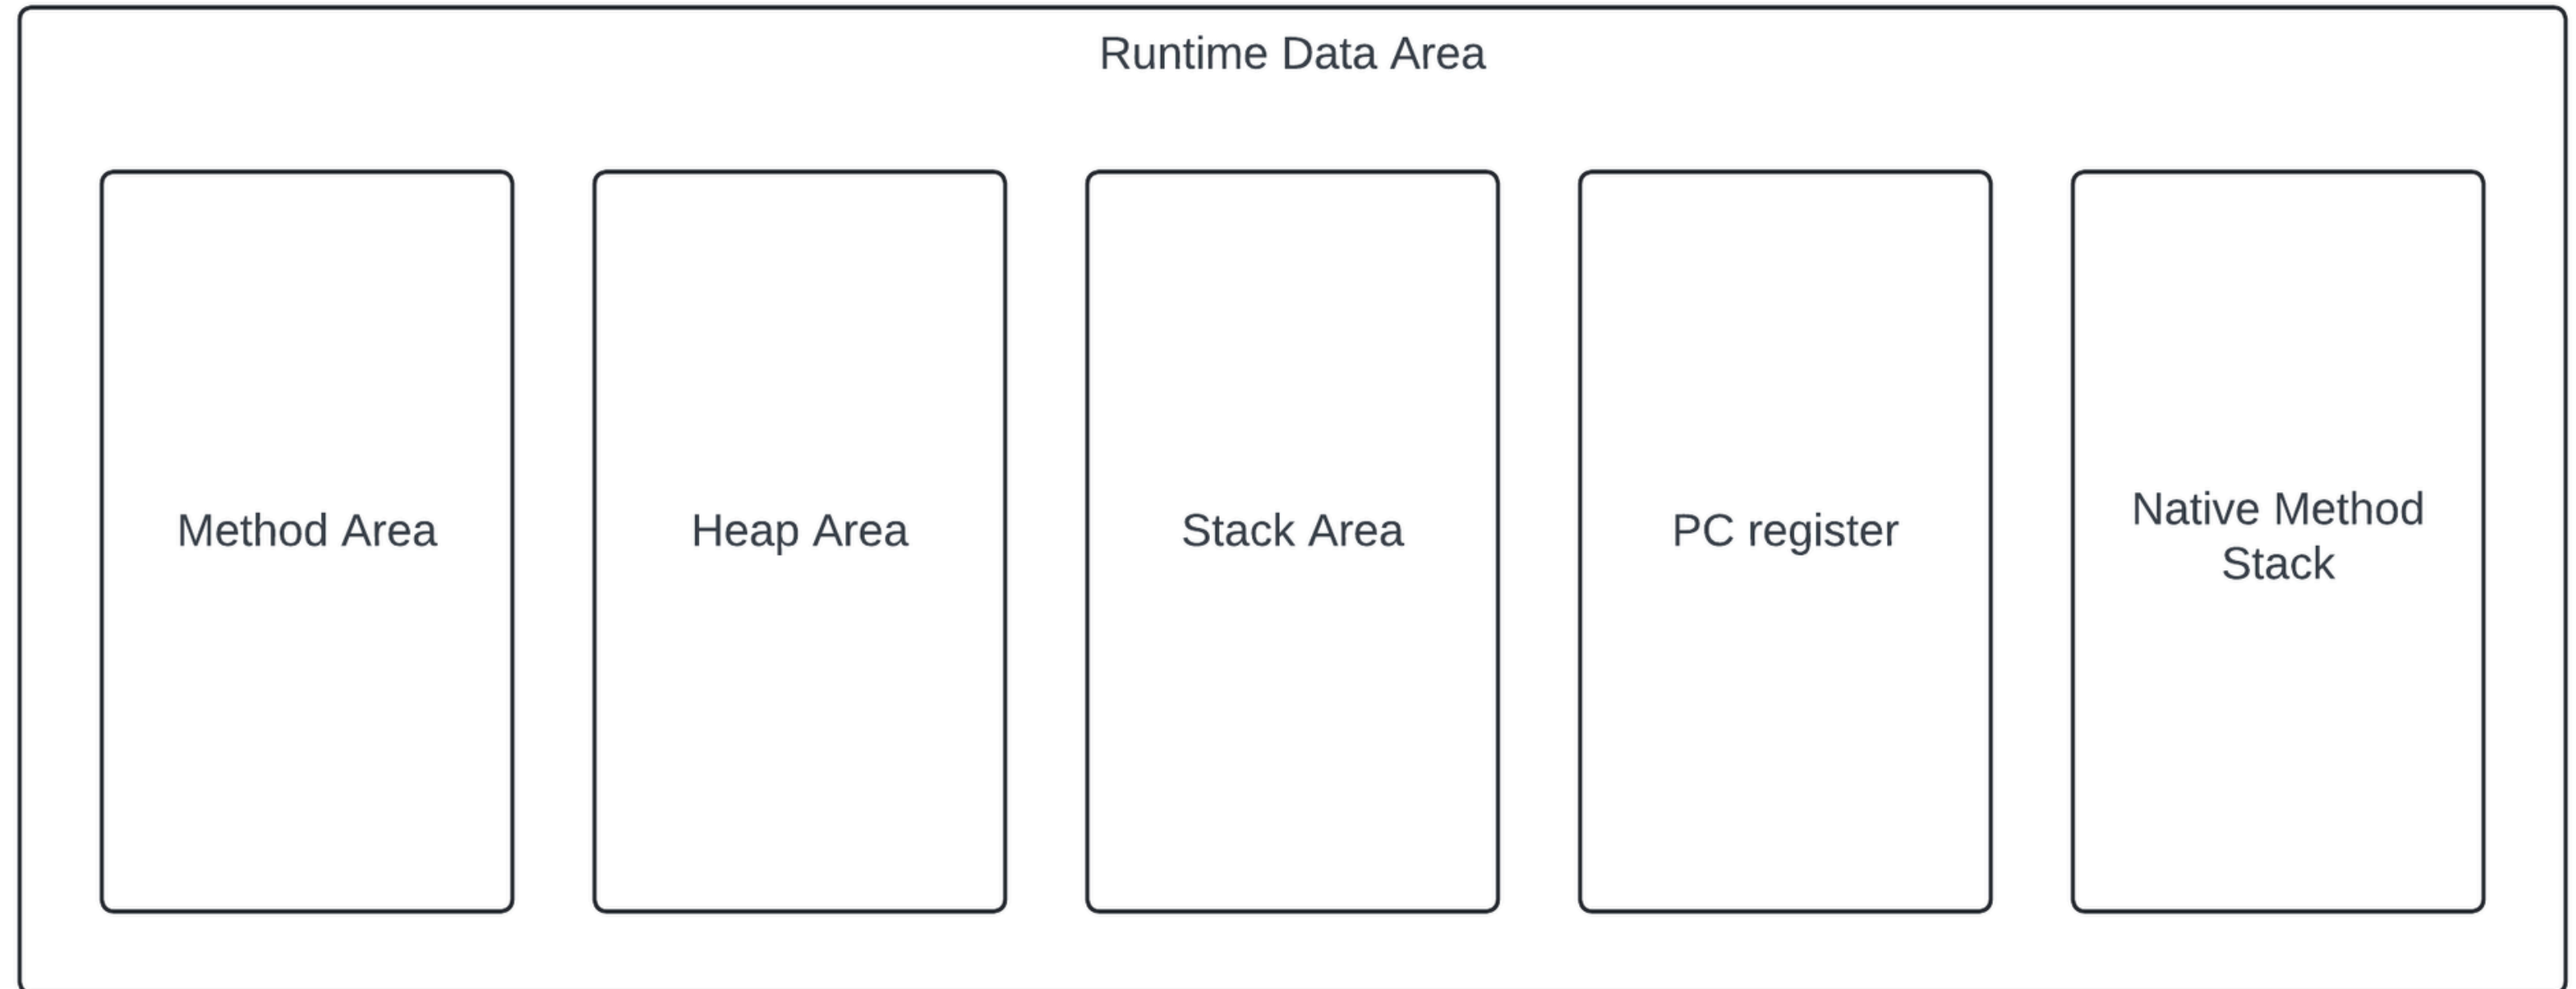 Runtime Data Area
Method Area
Heap Area
Stack Area
PC register
Native Method
Stack